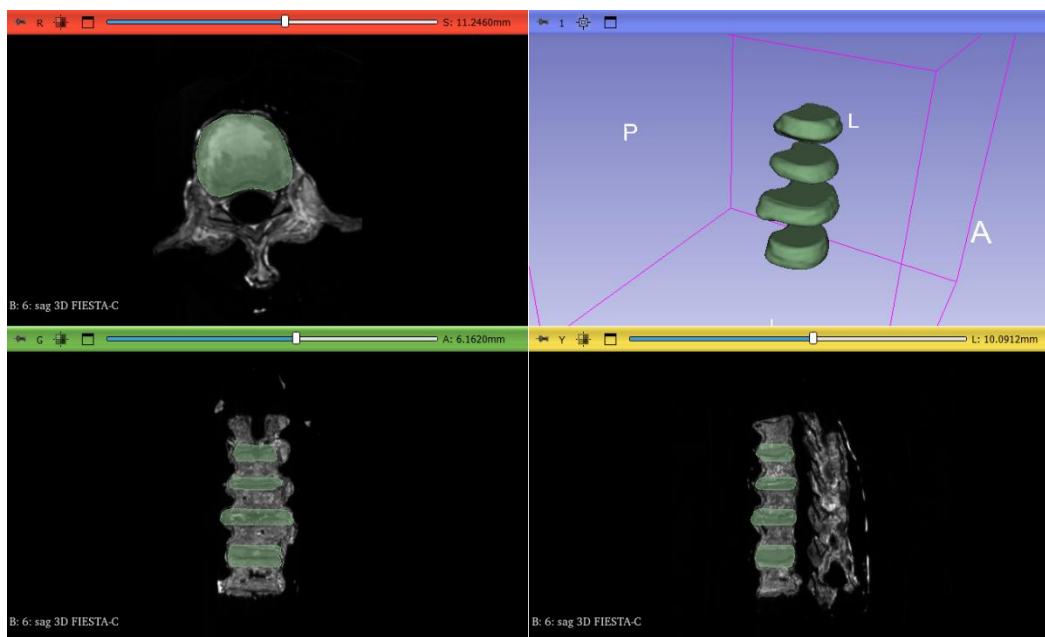 R S: 11.2460mm
1
B: 6: sag 3D FIESTA-C
P
L
A
G A: 6.1620mm
Y L: 10.0912mm
B: 6: sag 3D FIESTA-C
B: 6: sag 3D FIESTA-C